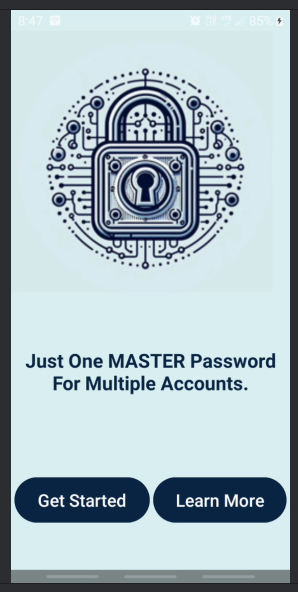 8:47
85%
Just One MASTER Password
For Multiple Accounts.
Get Started
Learn More